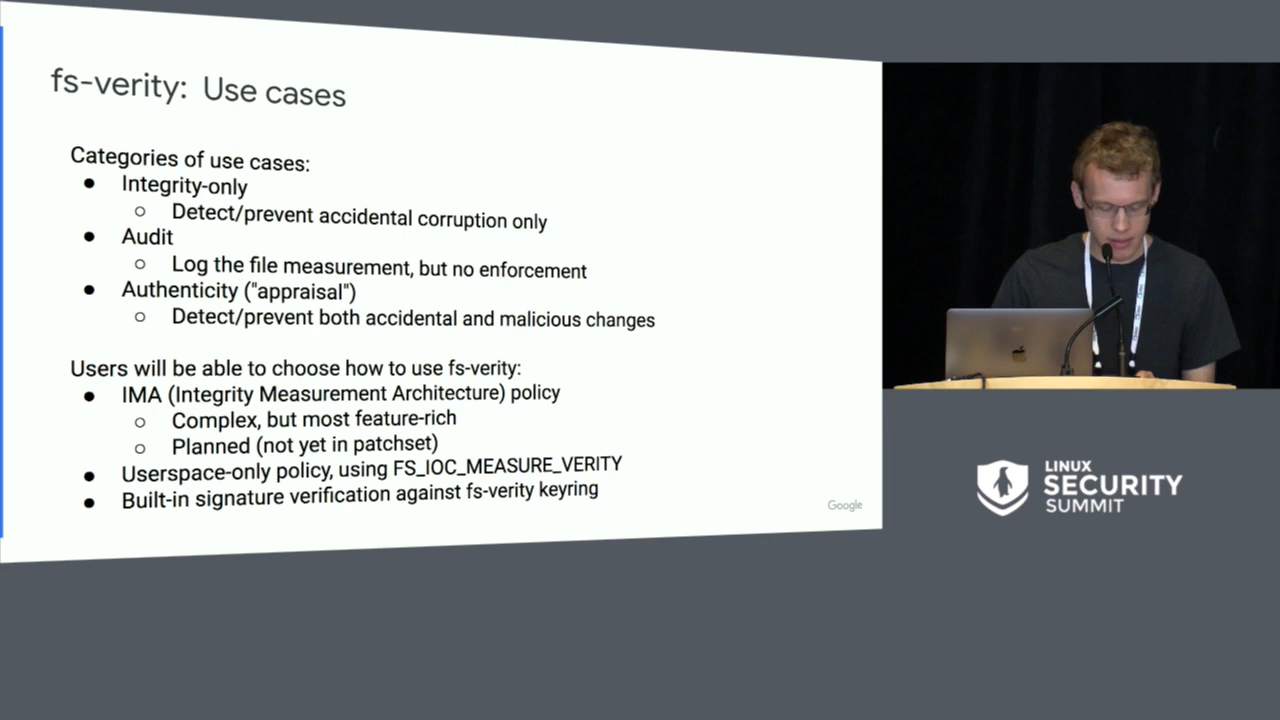 fs-verity: Use cases
Categories of use cases:
● Integrity-only
○ Detect/prevent accidental corruption only
● Audit
○ Log the file measurement, but no enforcement
● Authenticity ("appraisal")
○ Detect/prevent both accidental and malicious changes
Users will be able to choose how to use fs-verity:
● IMA (Integrity Measurement Architecture) policy
○ Complex, but most feature-rich
○ Planned (not yet in patchset)
● Userspace-only policy, using FS_IOC_MEASURE_VERITY
● Built-in signature verification against fs-verity keyring
Google
LINUX
SECURITY
SUMMIT